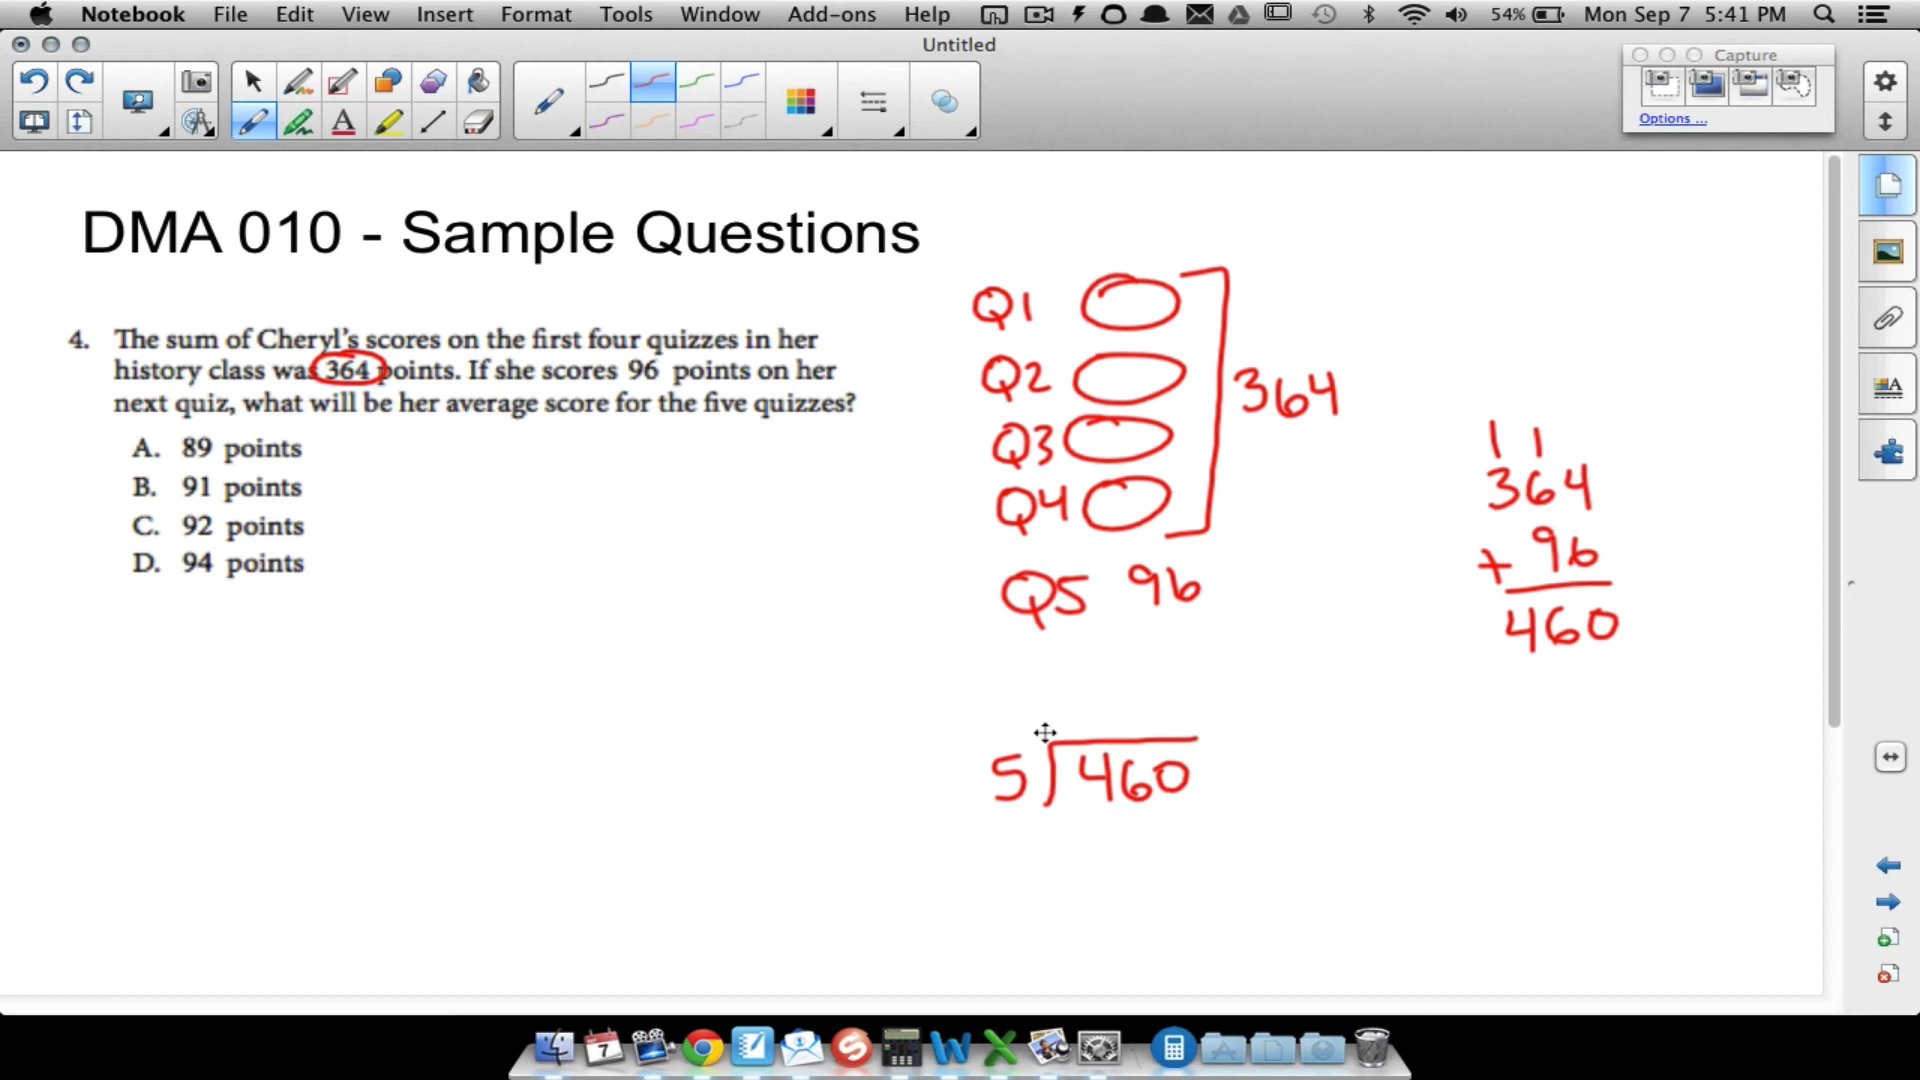 Notebook File Edit View Insert Format Tools Window Add-ons Help 54% Mon Sep 7 5:41 PM
Untitled
Capture
Options ...
DMA 010 - Sample Questions
4. The sum of Cheryl's scores on the first four quizzes in her
history class was 364 points. If she scores 96 points on her
next quiz, what will be her average score for the five quizzes?
A. 89 points
B. 91 points
C. 92 points
D. 94 points
Q1
Q2
Q3
Q4
364
Q5 96
1 1
364
+ 96
460
5)460
7